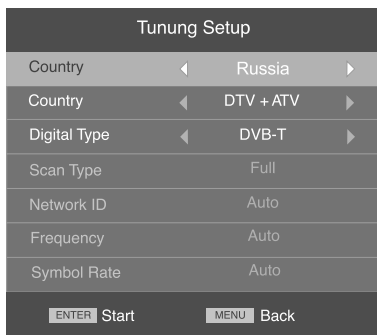 Tunung Setup
Country Russia
Country DTV + ATV
Digital Type DVB-T
Scan Type Full
Network ID Auto
Frequency Auto
Symbol Rate Auto
ENTER Start MENU Back